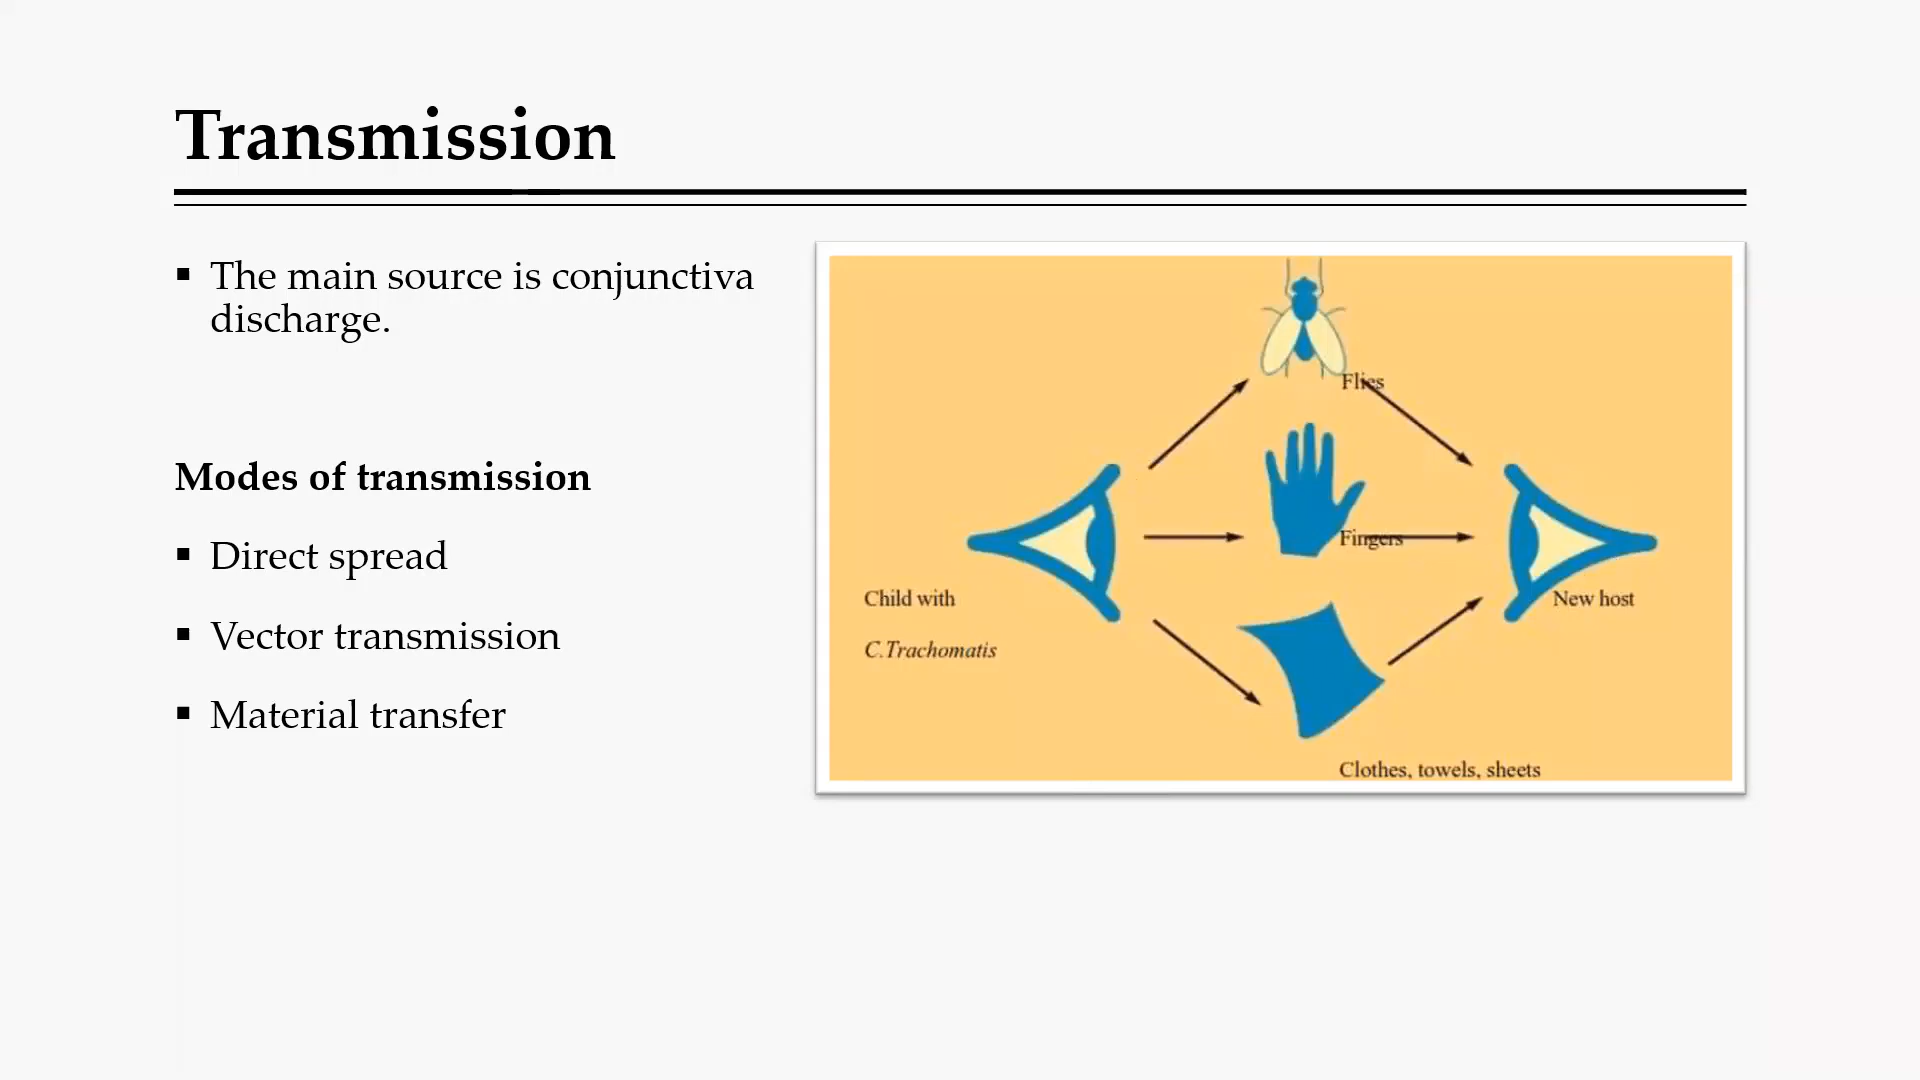 Transmission
▪ The main source is conjunctiva
discharge.
Modes of transmission
▪ Direct spread
▪ Vector transmission
▪ Material transfer
Flies
Fingers
Child with
C.Trachomatis
New host
Clothes, towels, sheets